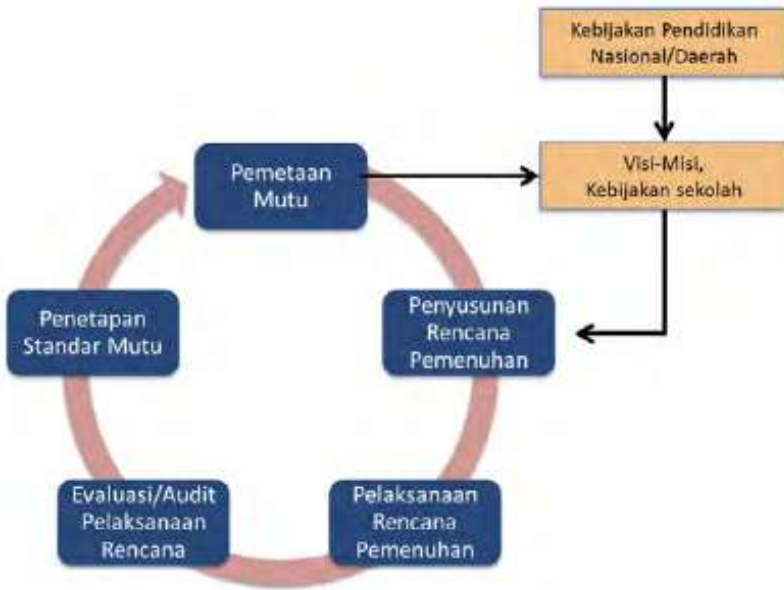 Kebijakan Pendidikan
Nasional/Daerah
Visi-Misi,
Kebijakan sekolah
Pemetaan
Mutu
Penyusunan
Rencana
Pemenuhan
Pelaksanaan
Rencana
Pemenuhan
Evaluasi/Audit
Pelaksanaan
Rencana
Penetapan
Standar Mutu